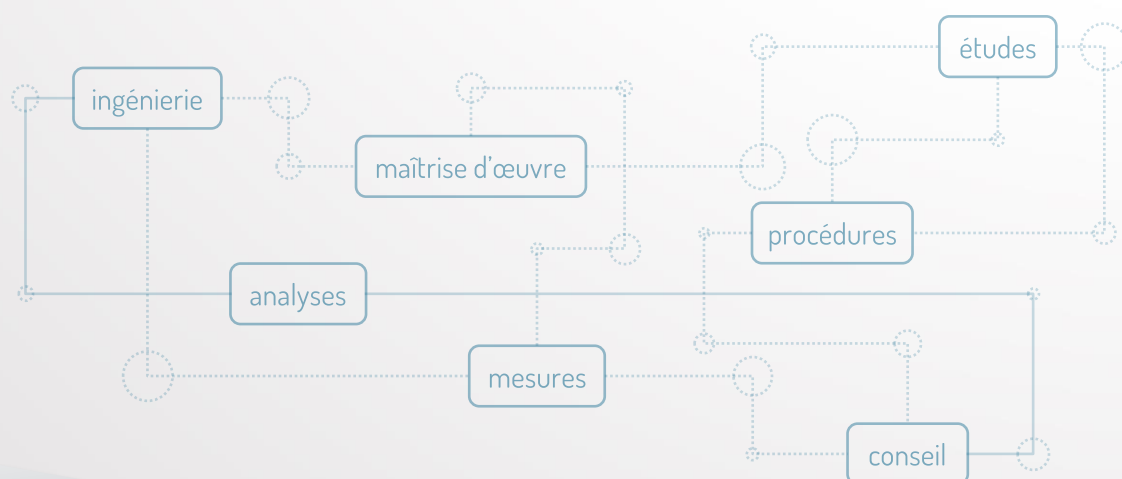 études
ingénierie
maîtrise d'œuvre
procédures
analyses
mesures
conseil